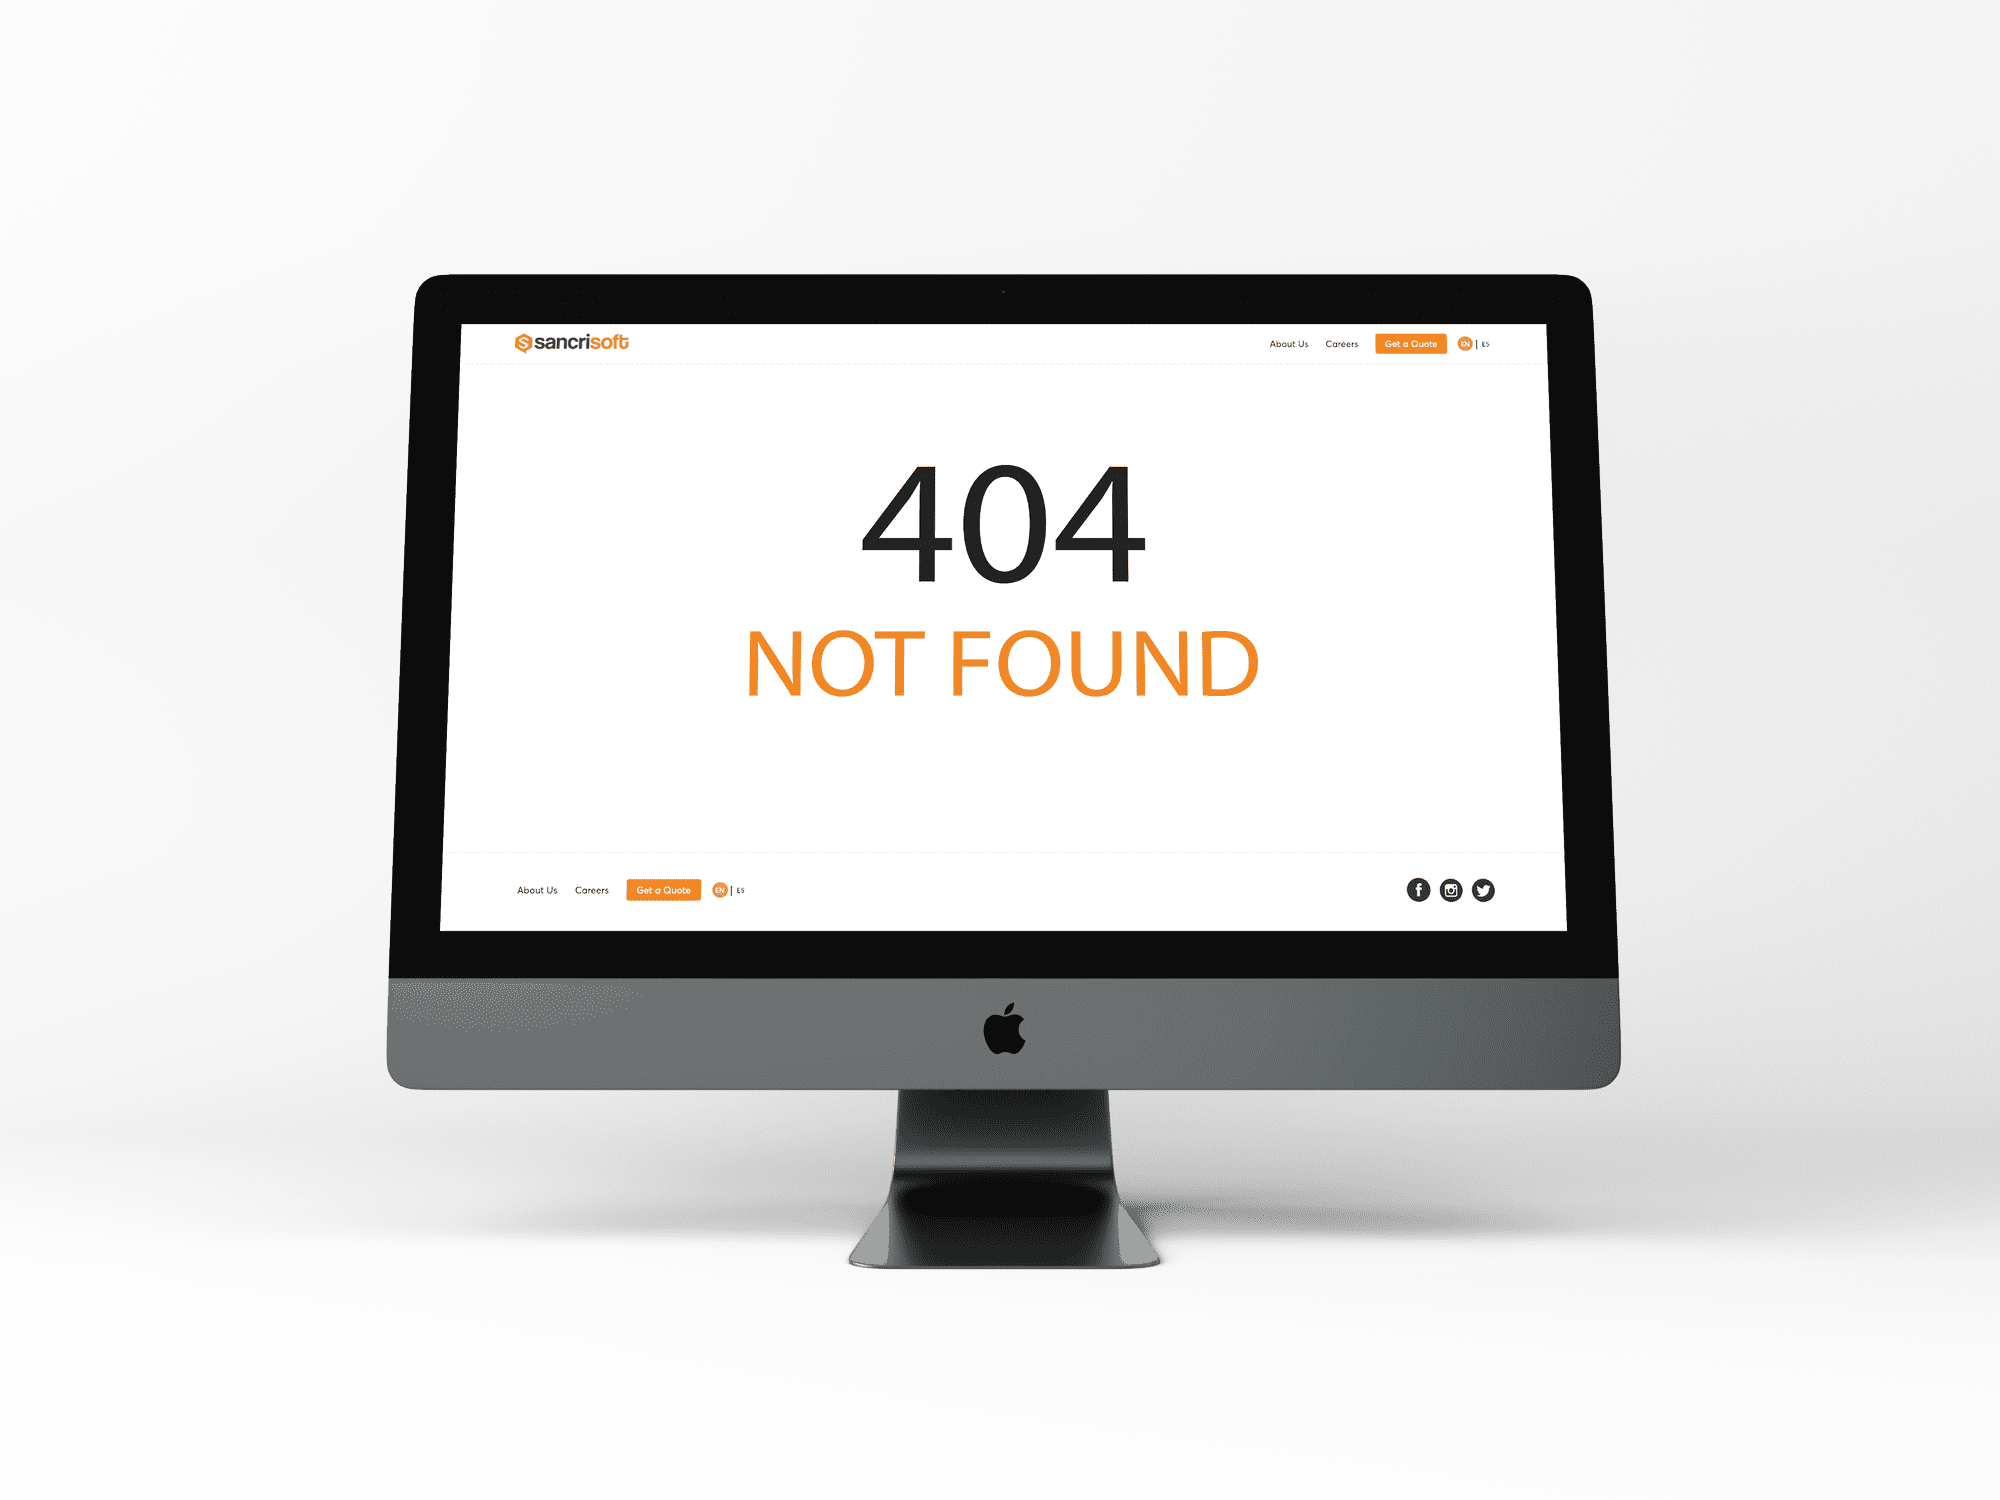 sancrisoft
About Us Careers Get a Quote EN | ES
404
NOT FOUND
About Us Careers Get a Quote EN | ES